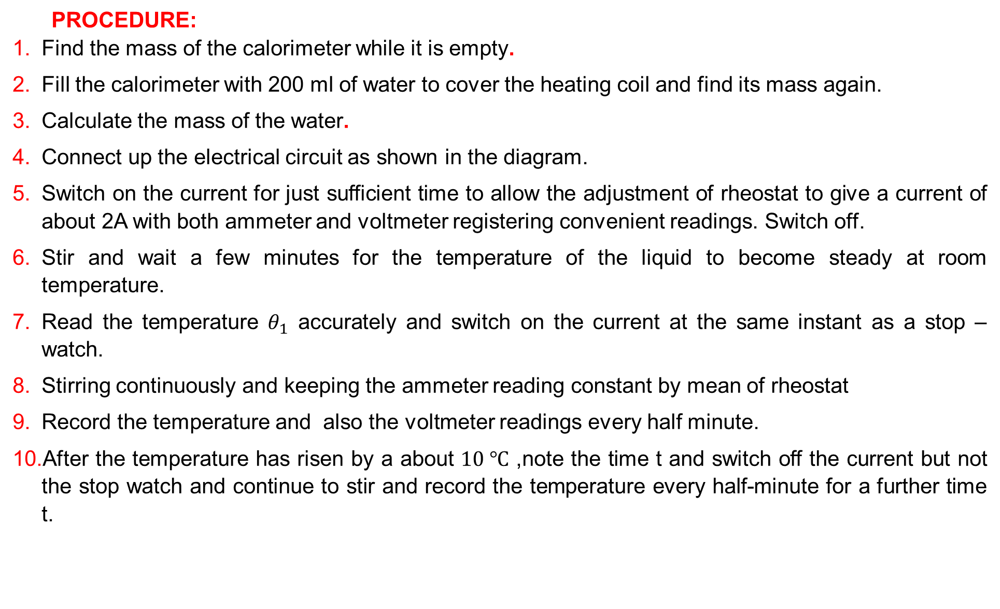 PROCEDURE:
1. Find the mass of the calorimeter while it is empty.
2. Fill the calorimeter with 200 ml of water to cover the heating coil and find its mass again.
3. Calculate the mass of the water.
4. Connect up the electrical circuit as shown in the diagram.
5. Switch on the current for just sufficient time to allow the adjustment of rheostat to give a current of
about 2A with both ammeter and voltmeter registering convenient readings. Switch off.
6. Stir and wait a few minutes for the temperature of the liquid to become steady at room
temperature.
7. Read the temperature θ₁ accurately and switch on the current at the same instant as a stop –
watch.
8. Stirring continuously and keeping the ammeter reading constant by mean of rheostat
9. Record the temperature and  also the voltmeter readings every half minute.
10.After the temperature has risen by a about 10 ℃ ,note the time t and switch off the current but not
the stop watch and continue to stir and record the temperature every half-minute for a further time
t.